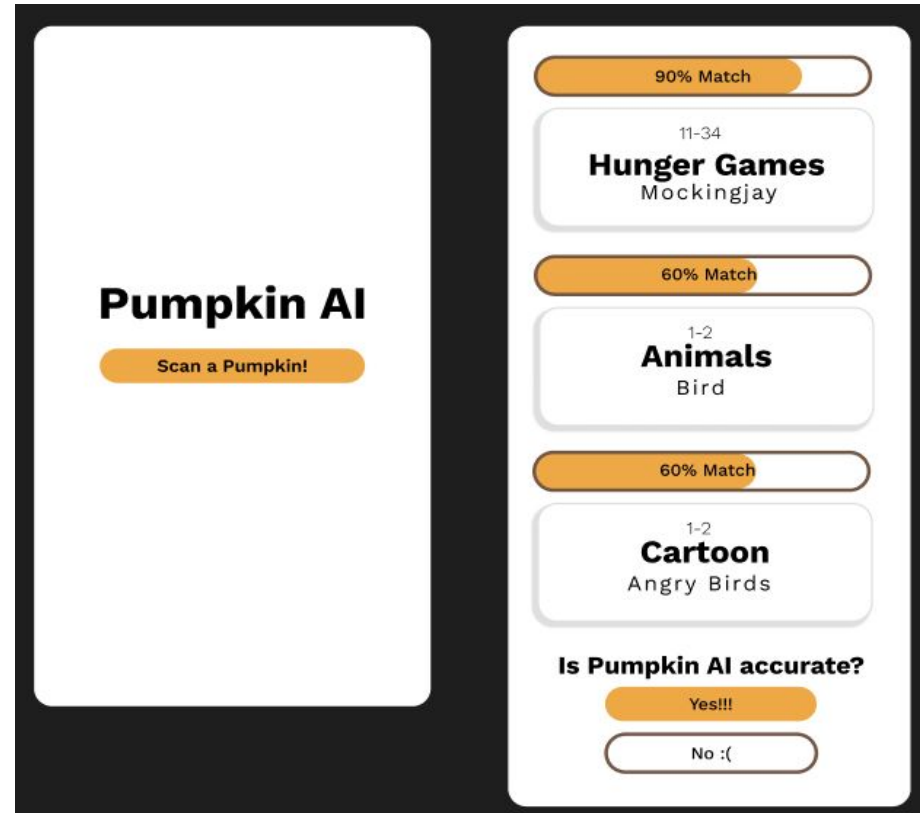 Pumpkin AI
Scan a Pumpkin!
90% Match
11-34
Hunger Games
Mockingjay
60% Match
1-2
Animals
Bird
60% Match
1-2
Cartoon
Angry Birds
Is Pumpkin AI accurate?
Yes!!!
No :(